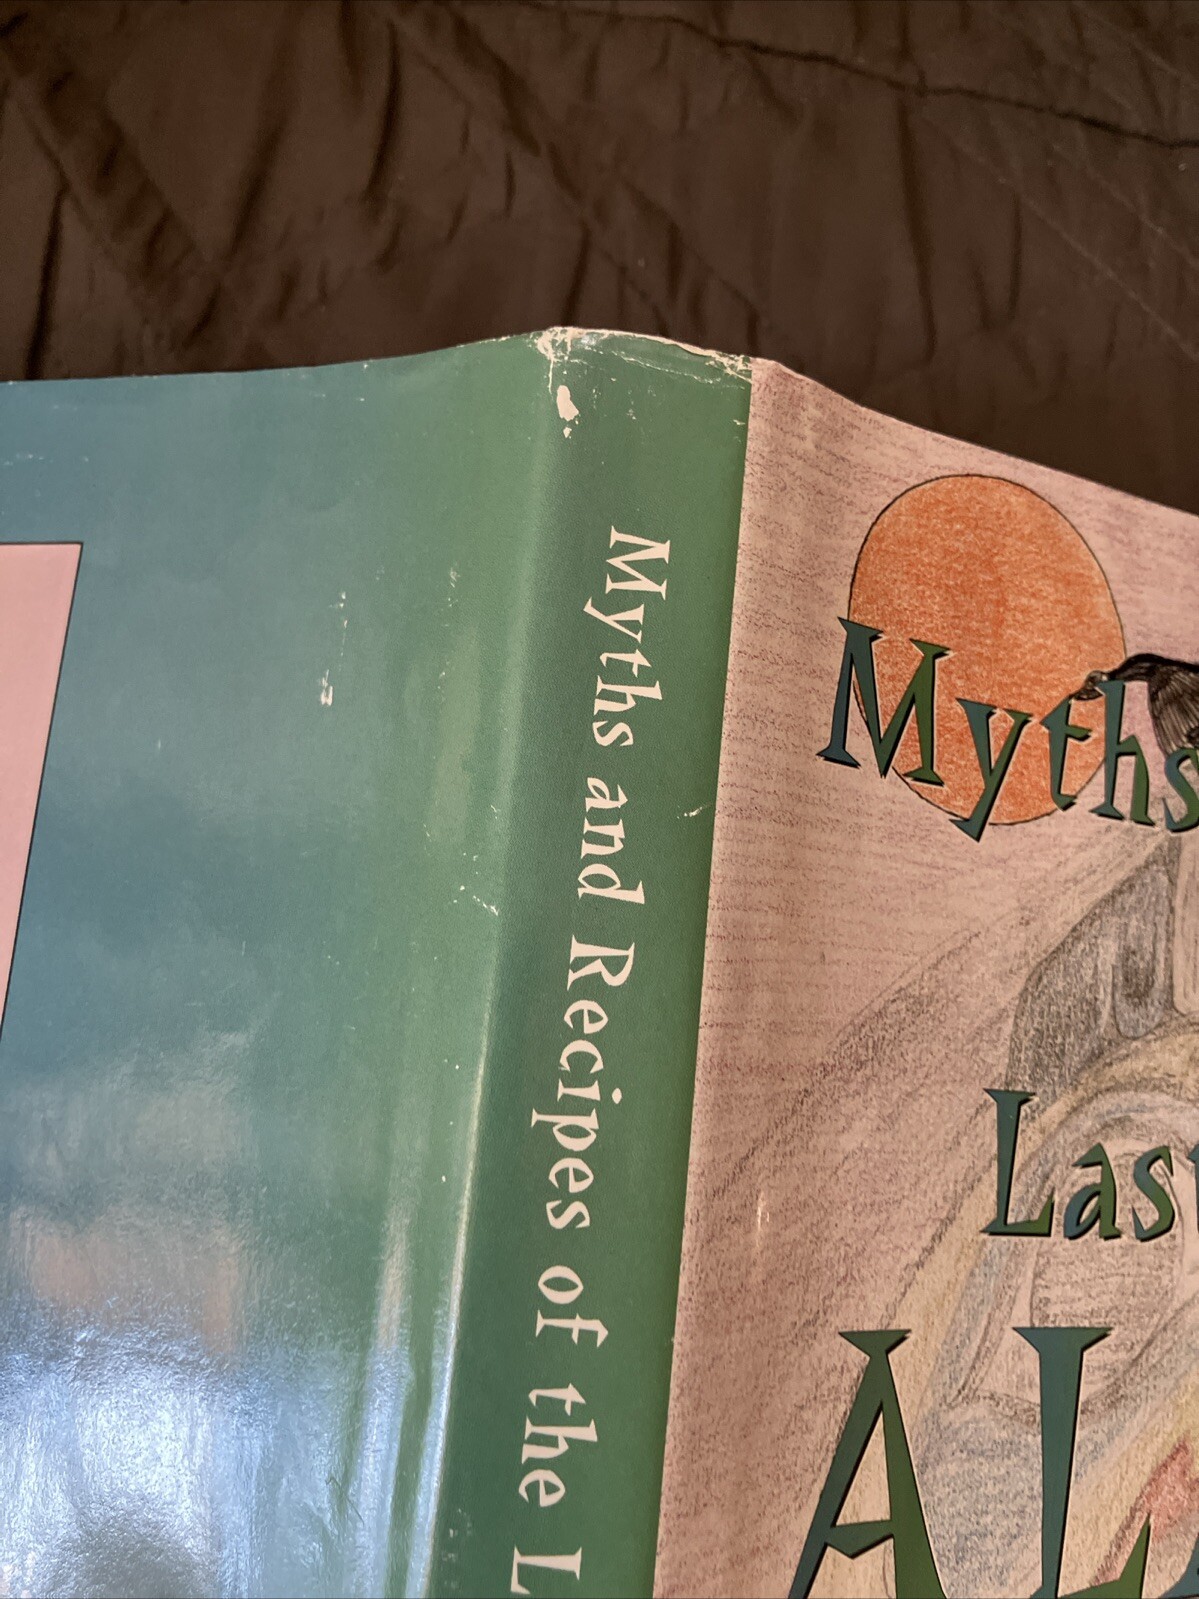 Myths and Recipes of the L
Myths
Las
AL